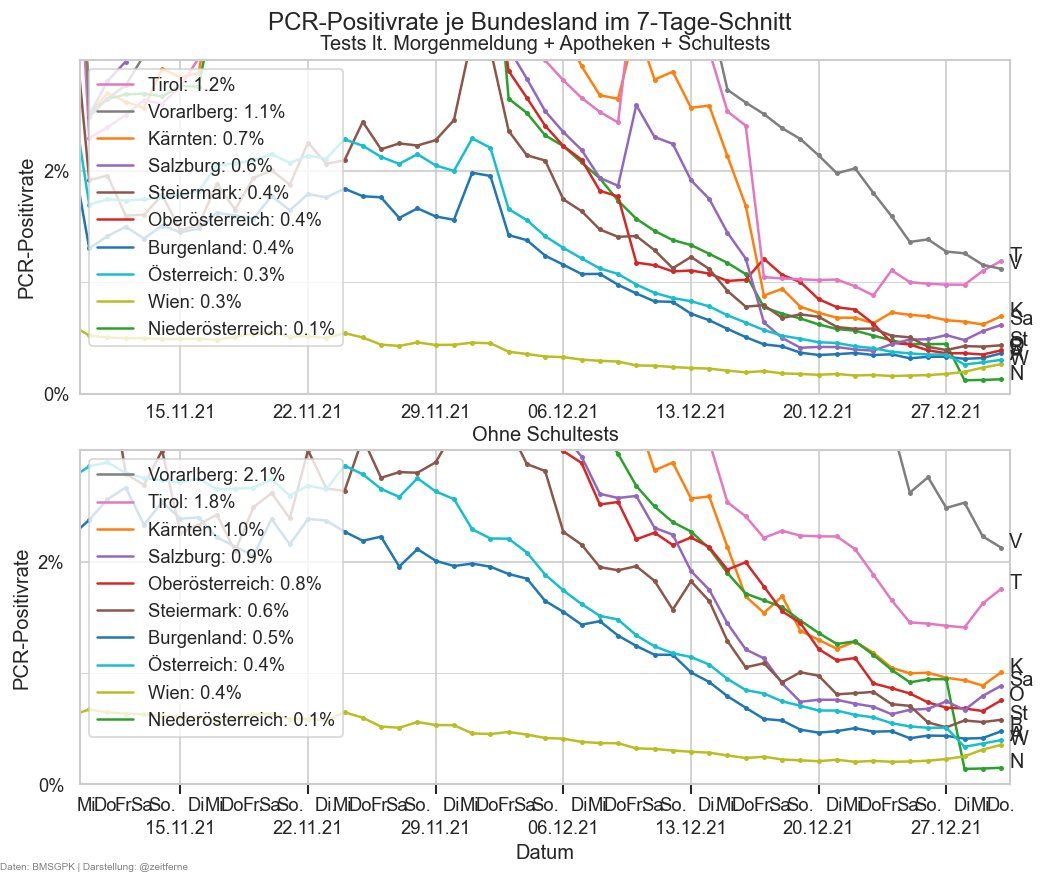 PCR-Positivrate je Bundesland im 7-Tage-Schnitt
Tests lt. Morgenmeldung + Apotheken + Schultests
PCR-Positivrate
2%
0%
Tirol: 1.2%
Vorarlberg: 1.1%
Kärnten: 0.7%
Salzburg: 0.6%
Steiermark: 0.4%
Oberösterreich: 0.4%
Burgenland: 0.4%
Österreich: 0.3%
Wien: 0.3%
Niederösterreich: 0.1%
T
V
K
Sa
St
W
N
15.11.21 22.11.21 29.11.21 06.12.21 13.12.21 20.12.21 27.12.21
Ohne Schultests
PCR-Positivrate
2%
0%
Vorarlberg: 2.1%
Tirol: 1.8%
Kärnten: 1.0%
Salzburg: 0.9%
Oberösterreich: 0.8%
Steiermark: 0.6%
Burgenland: 0.5%
Österreich: 0.4%
Wien: 0.4%
Niederösterreich: 0.1%
V
T
K
Sa
O
St
W
N
Mi Do Fr Sa So. Di Mi Do Fr Sa So. Di Mi Do Fr Sa So. Di Mi Do Fr Sa So. Di Mi Do Fr Sa So. Di Mi Do Fr Sa So. Di Mi Do Fr Sa So. Di Mi Do.
15.11.21 22.11.21 29.11.21 06.12.21 13.12.21 20.12.21 27.12.21
Datum
Daten: BMSGPK | Darstellung: @zeitferne